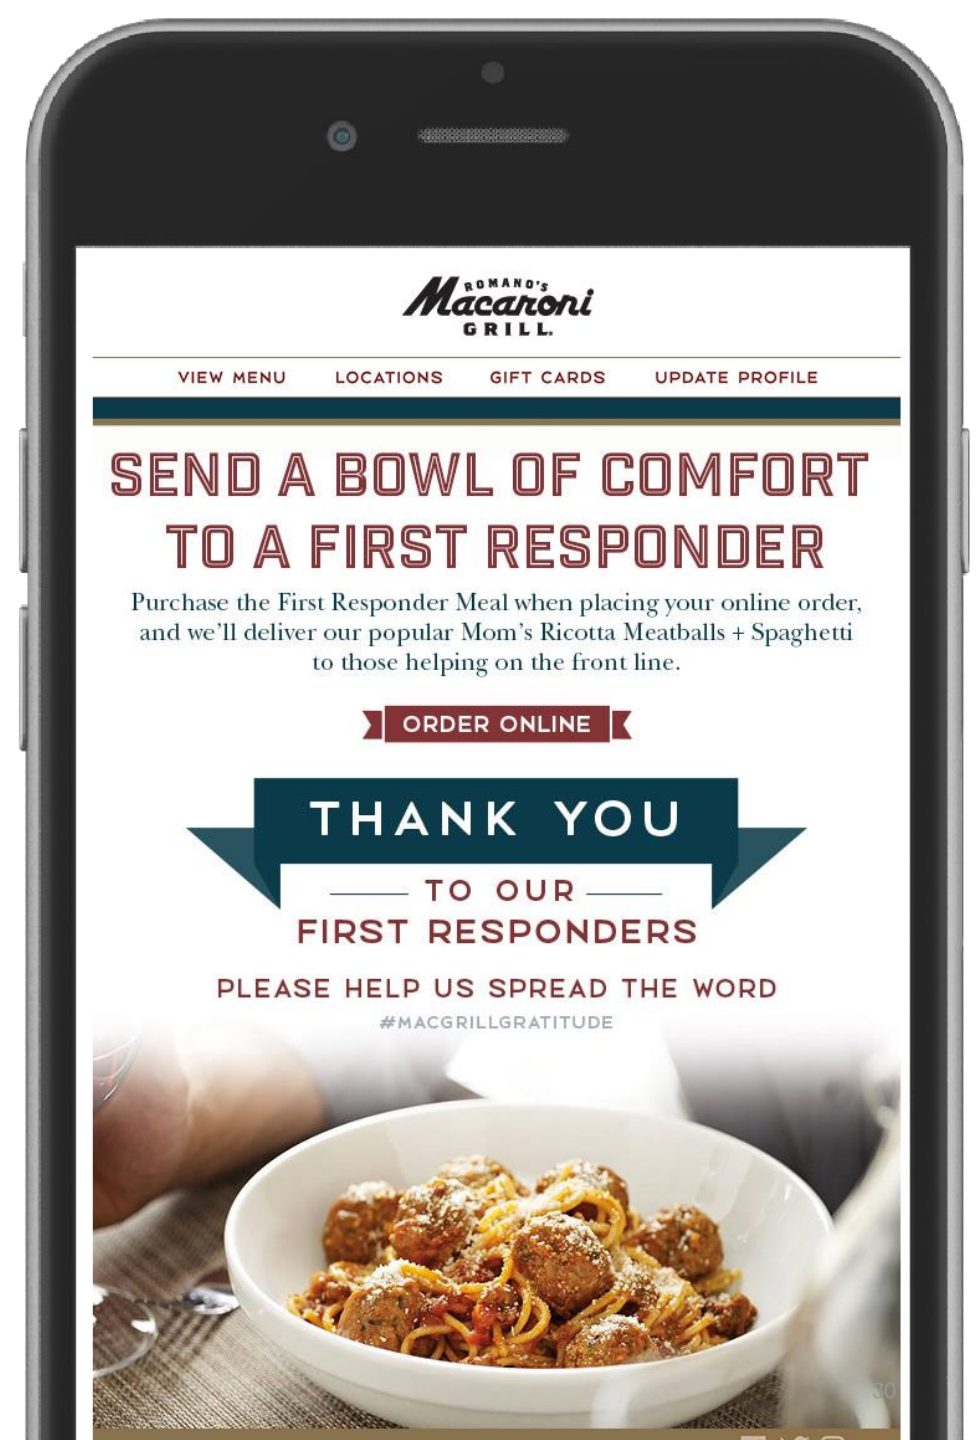 ROMANO'S
Macaroni
GRILL.
VIEW MENU LOCATIONS GIFT CARDS UPDATE PROFILE
SEND A BOWL OF COMFORT
TO A FIRST RESPONDER
Purchase the First Responder Meal when placing your online order,
and we'll deliver our popular Mom's Ricotta Meatballs + Spaghetti
to those helping on the front line.
ORDER ONLINE
THANK YOU
TO OUR
FIRST RESPONDERS
PLEASE HELP US SPREAD THE WORD
#MACGRILLGRATITUDE
30